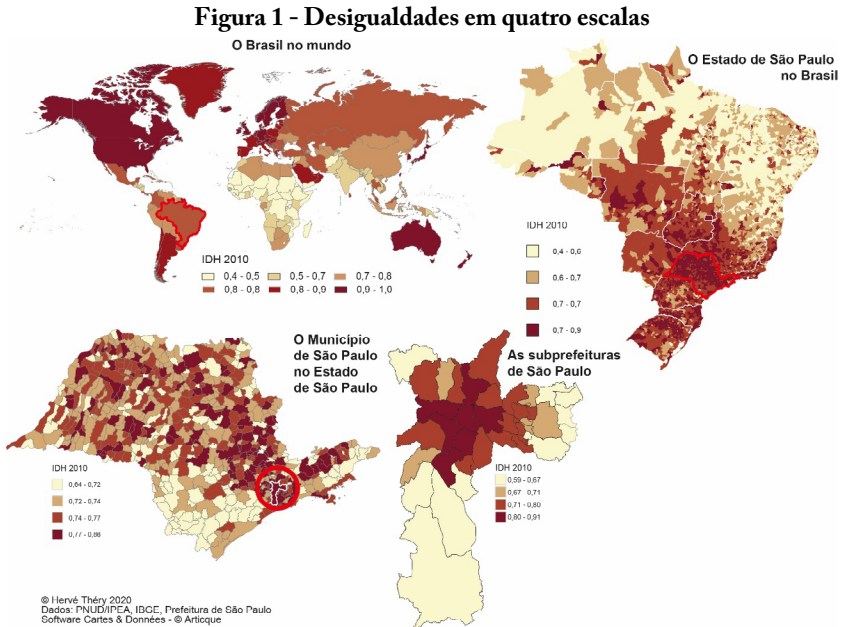 Figura 1 - Desigualdades em quatro escalas
O Brasil no mundo
IDH 2010
0,4 - 0,5
0,5 - 0,7
0,7 - 0,8
0,8 - 0,8
0,8 - 0,9
0,9 - 1,0
O Estado de São Paulo
no Brasil
IDH 2010
0,4 - 0,6
0,6 - 0,7
0,7 - 0,7
0,7 - 0,9
O Município
de São Paulo
no Estado
de São Paulo
IDH 2010
0,64 - 0,72
0,72 - 0,74
0,74 - 0,77
0,77 - 0,86
As subprefeituras
de São Paulo
IDH 2010
0,59 - 0,67
0,67 0,71
0,71 - 0,80
0,80 - 0,91
© Hervé Théry 2020
Dados: PNUD/IPEA, IBGE, Prefeitura de São Paulo
Software Cartes & Données - © Articque